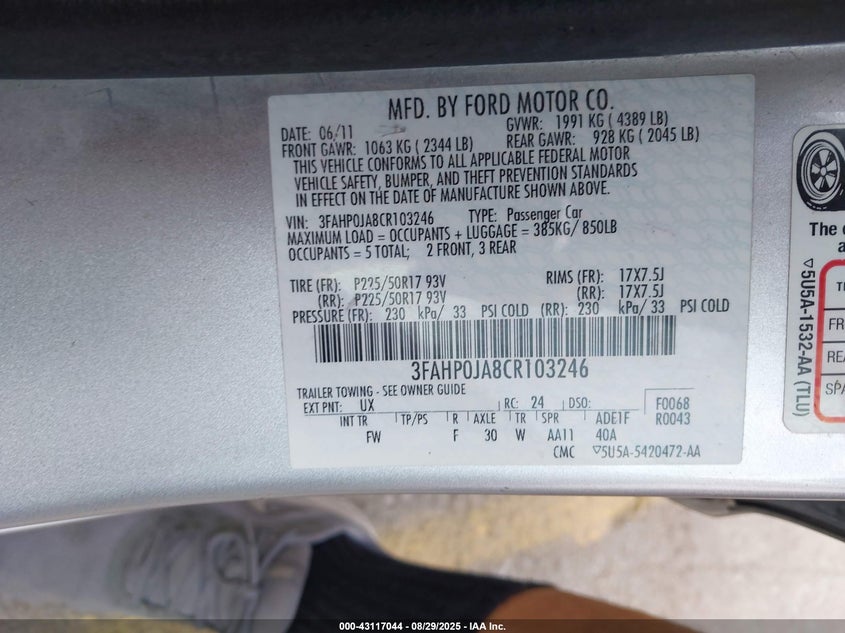 MFD. BY FORD MOTOR CO.
DATE: 06/11 GVWR: 1991 KG ( 4389 LB)
FRONT GAWR: 1063 KG ( 2344 LB) REAR GAWR: 928 KG ( 2045 LB)
THIS VEHICLE CONFORMS TO ALL APPLICABLE FEDERAL MOTOR
VEHICLE SAFETY, BUMPER, AND THEFT PREVENTION STANDARDS
IN EFFECT ON THE DATE OF MANUFACTURE SHOWN ABOVE.
VIN: 3FAHP0JA8CR103246 TYPE: Passenger Car
MAXIMUM LOAD = OCCUPANTS + LUGGAGE = 385KG/ 850LB
OCCUPANTS = 5 TOTAL; 2 FRONT, 3 REAR
TIRE (FR): P225/50R17 93V RIMS (FR): 17X7.5J
(RR): P225/50R17 93V (RR): 17X7.5J
PRESSURE (FR): 230 kPa/ 33 PSI COLD (RR): 230 kPa/ 33 PSI COLD
3FAHP0JA8CR103246
TRAILER TOWING - SEE OWNER GUIDE
EXT PNT: UX RC: 24 DSO: F0068
INT TR TP/PS R AXLE TR SPR ADE1F R0043
FW F 30 W AA11 40A
CMC ▽5U5A-5420472-AA
The
▽5U5A-1532-AA (TLU)
FR
REA
000-43117044 - 08/29/2025 - IAA Inc.